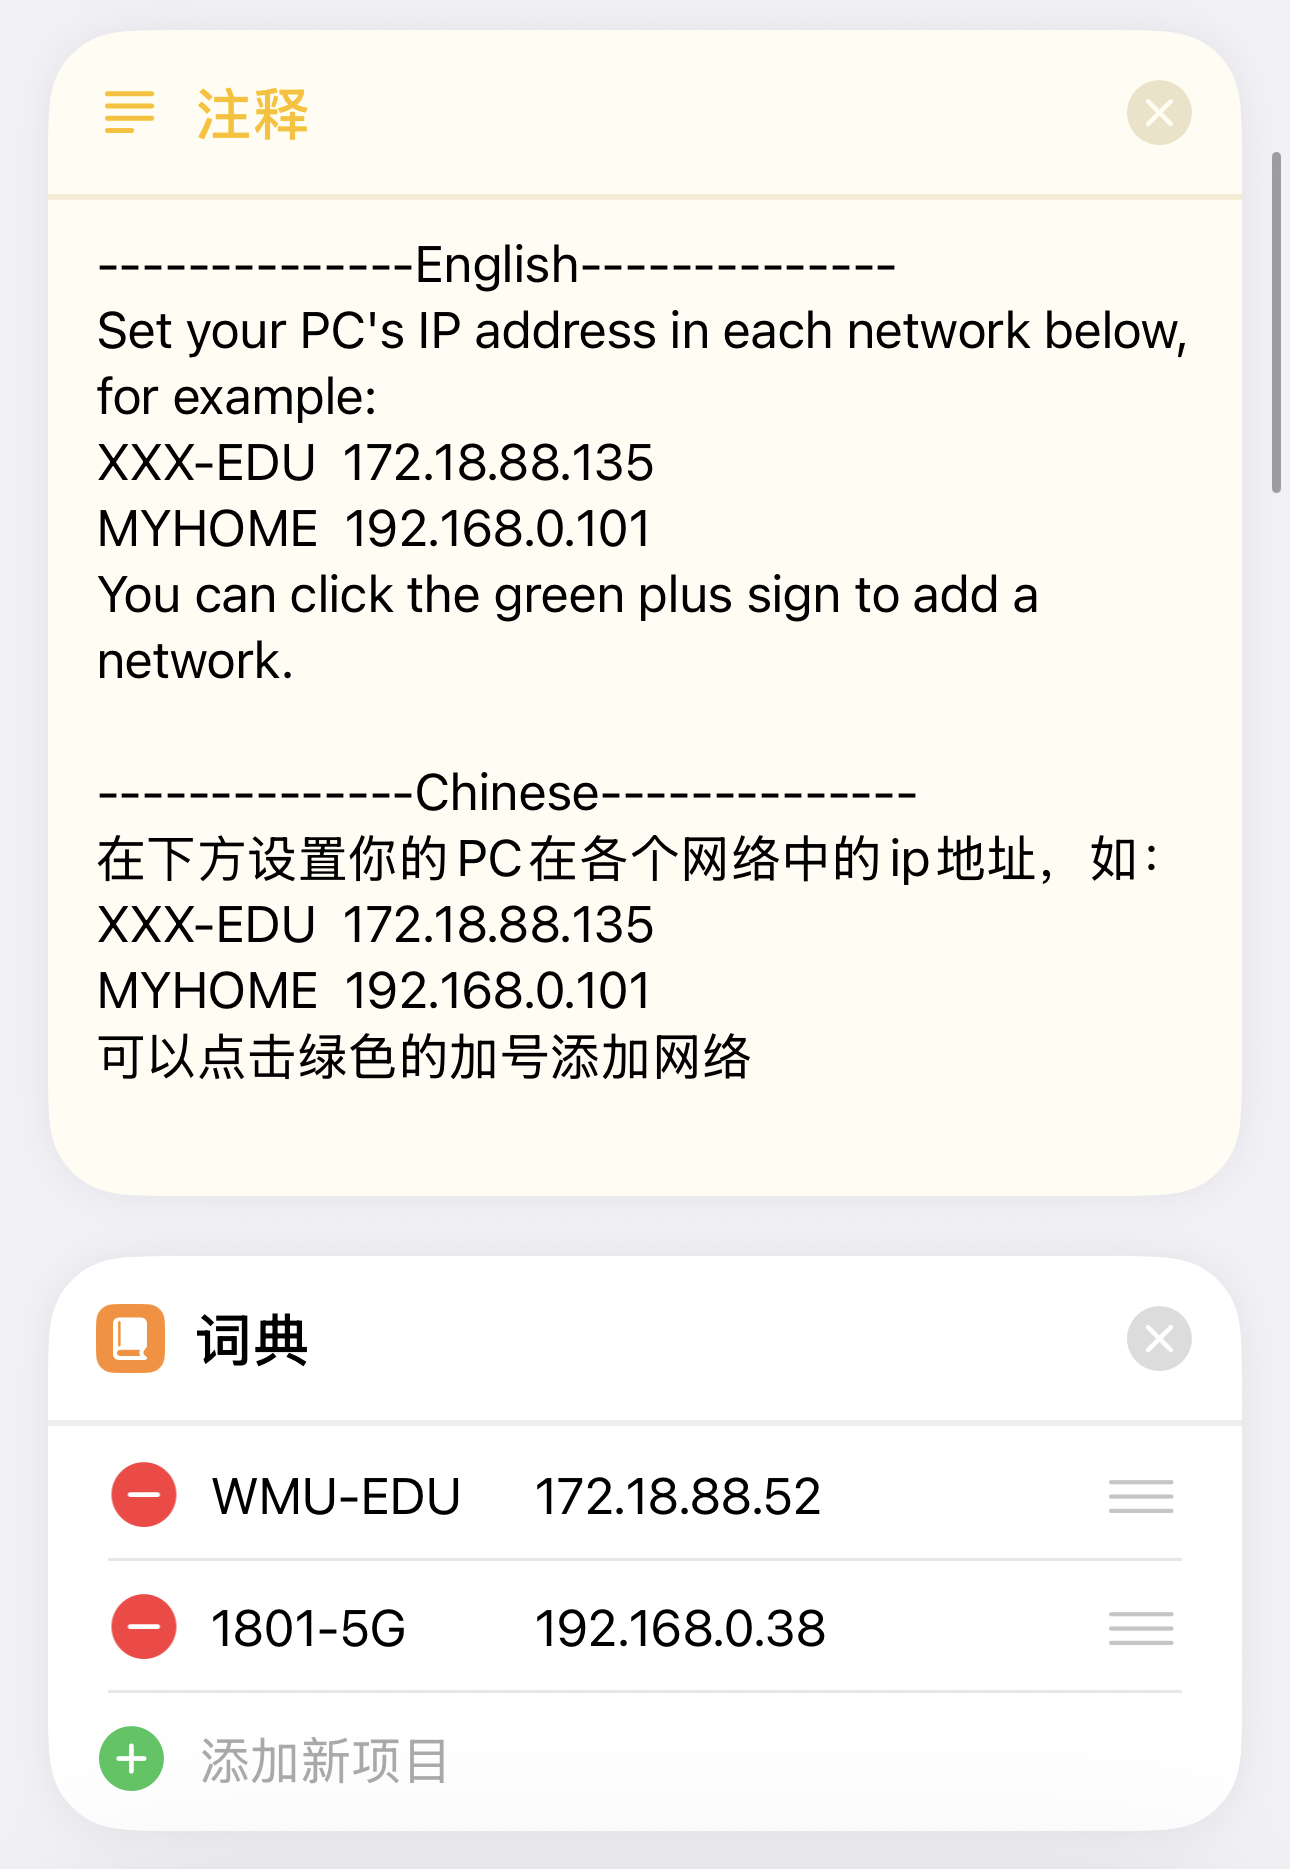 注释
--------------English--------------
Set your PC's IP address in each network below,
for example:
XXX-EDU  172.18.88.135
MYHOME  192.168.0.101
You can click the green plus sign to add a
network.
--------------Chinese--------------
在下方设置你的PC在各个网络中的ip地址，如：
XXX-EDU  172.18.88.135
MYHOME  192.168.0.101
可以点击绿色的加号添加网络
词典
WMU-EDU 172.18.88.52
1801-5G 192.168.0.38
添加新项目